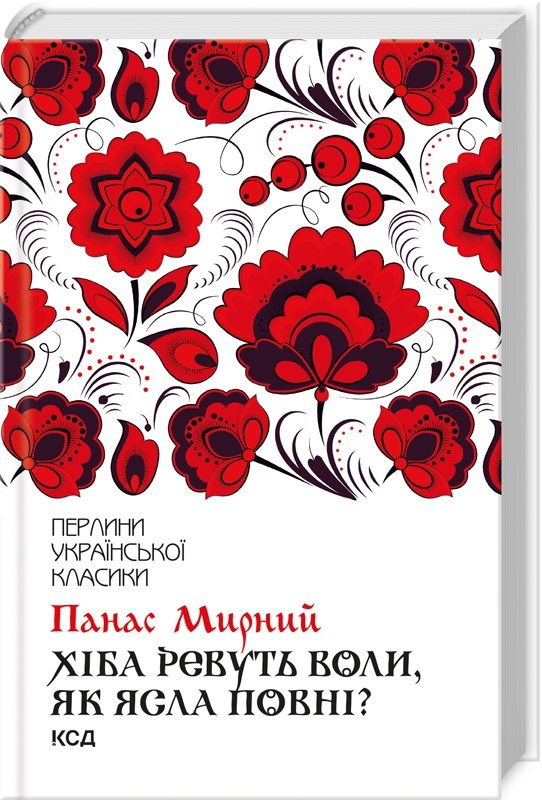 ПЕРЛИНИ
УКРАЇНСЬКОЇ
КЛАСИКИ
Панас Мирний
ХІБА РЕВУТЬ ВОЛИ,
ЯК ЯСЛА ПОВНІ?
КСД